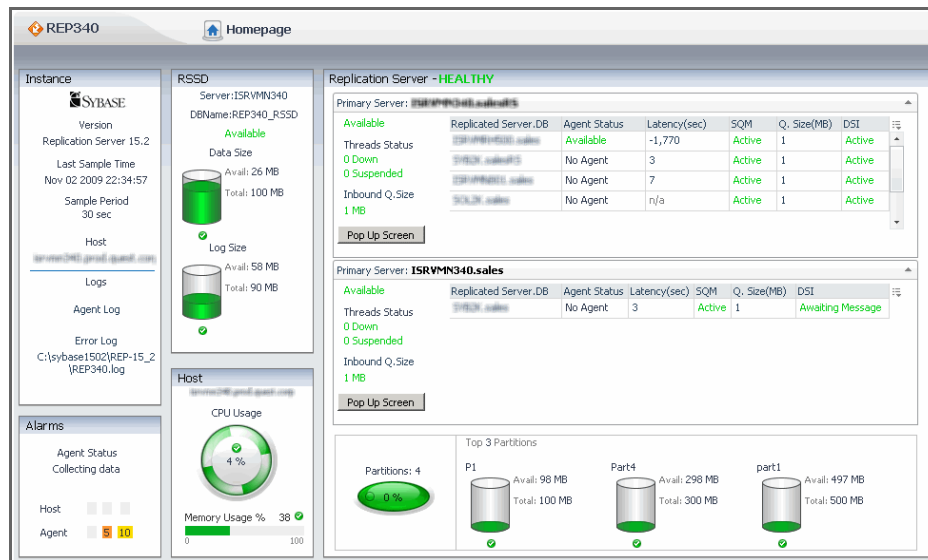 REP340
Homepage
Instance
SYBASE
Version
Replication Server 15.2
Last Sample Time
Nov 02 2009 22:34:57
Sample Period
30 sec
Host
Logs
Agent Log
Error Log
C:\sybase1502\REP-15_2
\REP340.log
Alarms
Agent Status
Collecting data
Host
Agent 5 10
RSSD
Server:ISRVMN340
DBName:REP340_RSSD
Available
Data Size
Avail: 26 MB
Total: 100 MB
Log Size
Avail: 58 MB
Total: 90 MB
Host
CPU Usage
4 %
Memory Usage % 38
0 100
Replication Server - HEALTHY
Primary Server:
Available
Threads Status
0 Down
0 Suspended
Inbound Q.Size
1 MB
Pop Up Screen
Replicated Server.DB Agent Status Latency(sec) SQM Q. Size(MB) DSI
Available -1,770 Active 1 Active
No Agent 3 Active 1 Active
No Agent 7 Active 1 Active
No Agent n/a Active 1 Active
Primary Server: ISRVMN340.sales
Available
Threads Status
0 Down
0 Suspended
Inbound Q.Size
1 MB
Pop Up Screen
Replicated Server.DB Agent Status Latency(sec) SQM Q. Size(MB) DSI
No Agent 3 Active 1 Awaiting Message
Partitions: 4
0 %
Top 3 Partitions
P1
Avail: 98 MB
Total: 100 MB
Part4
Avail: 298 MB
Total: 300 MB
part1
Avail: 497 MB
Total: 500 MB